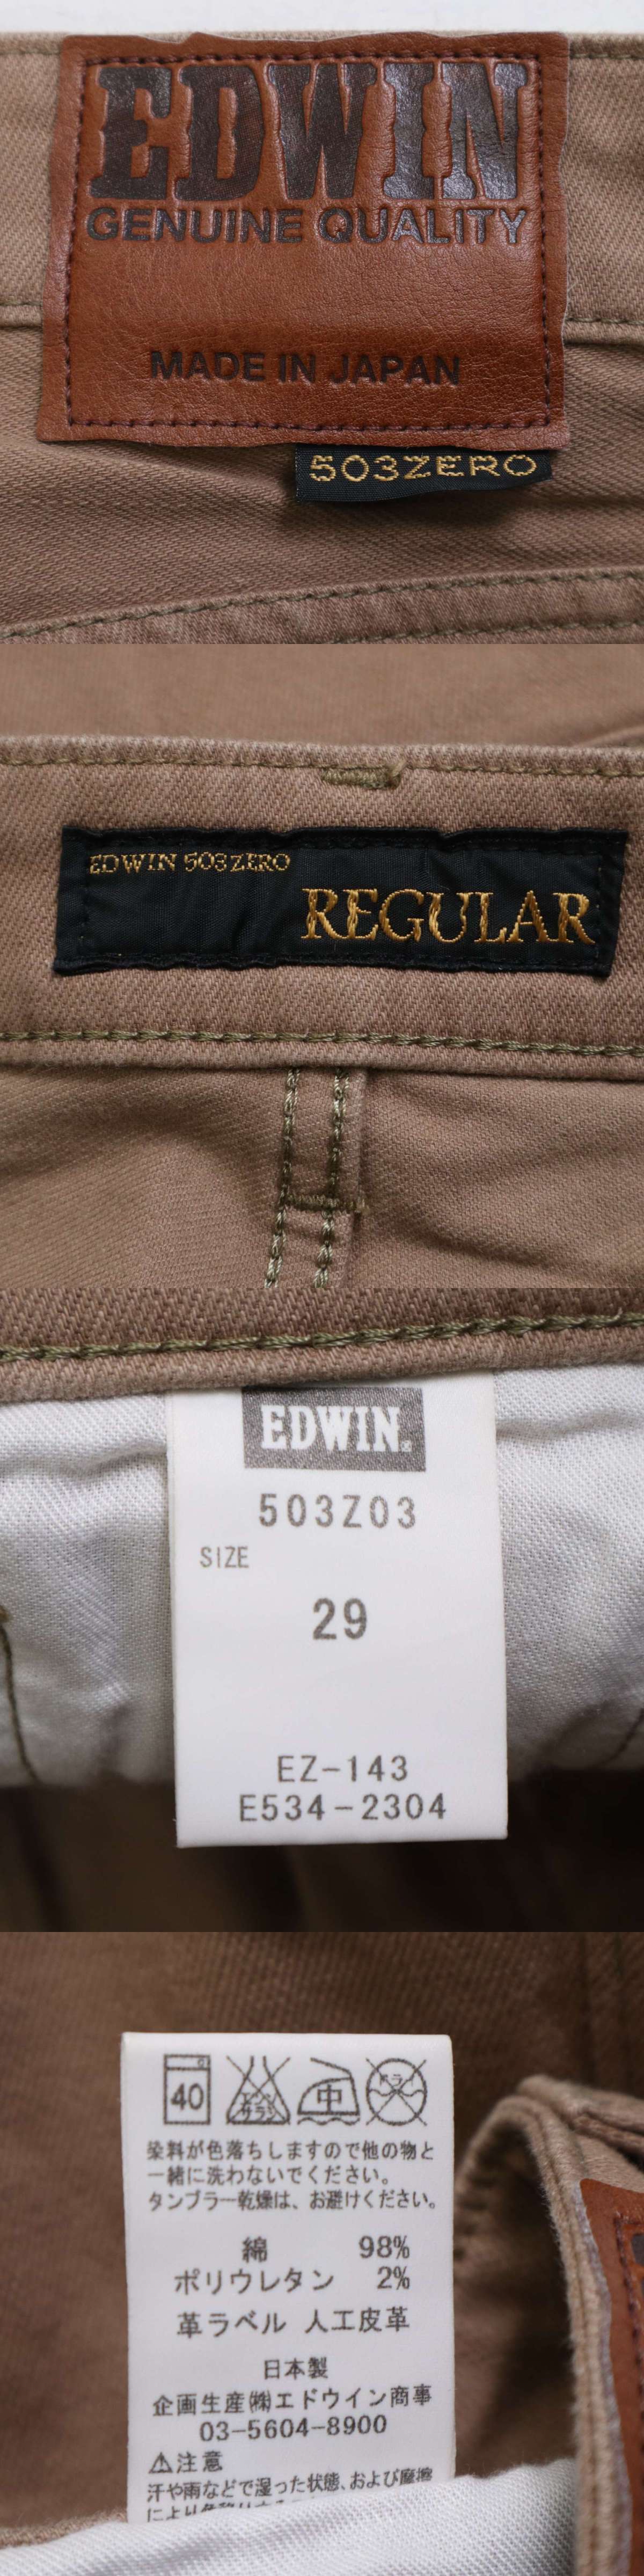 EDWIN
GENUINE QUALITY
MADE IN JAPAN
503ZERO
EDWIN 503ZERO
REGULAR
EDWIN
503Z03
SIZE
29
EZ-143
E534-2304
40 中
染料が色落ちしますので他の物と
一緒に洗わないでください。
タンブラー乾燥は、お避けください。
綿 98%
ポリウレタン 2%
革ラベル 人工皮革
日本製
企画生産㈱エドウイン商事
03-5604-8900
⚠注意
汗や雨などで湿った状態、および摩擦
により